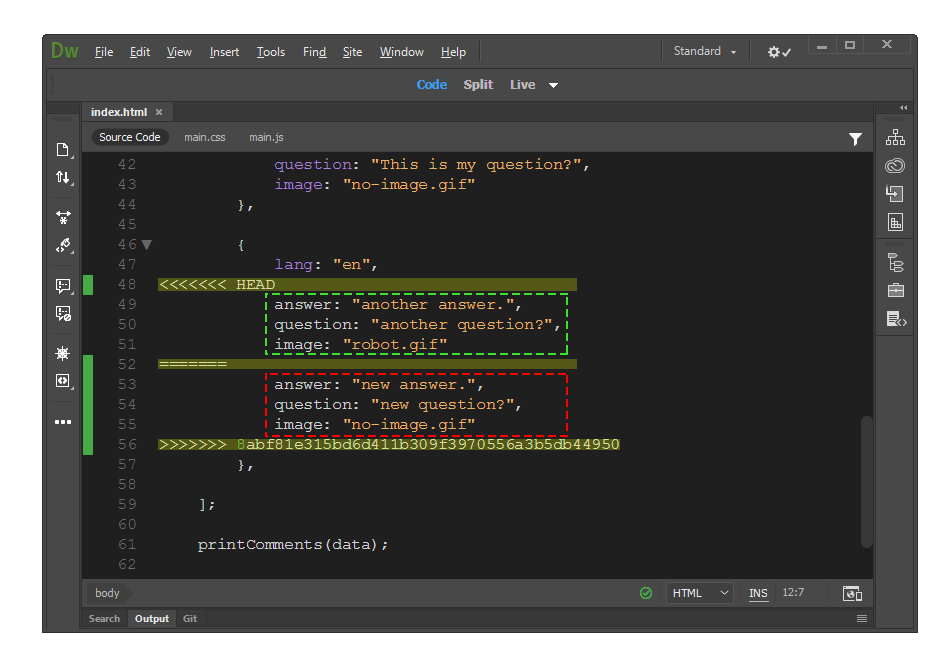 Dw File Edit View Insert Tools Find Site Window Help Standard
Code Split Live
index.html
Source Code main.css main.js
42 question: "This is my question?",
43 image: "no-image.gif"
44 },
45
46 {
47 lang: "en",
48 <<<<<<< HEAD
49 answer: "another answer.",
50 question: "another question?",
51 image: "robot.gif"
52 =======
53 answer: "new answer.",
54 question: "new question?",
55 image: "no-image.gif"
56 >>>>>>> 8abf81e315bd6d411b309f3970556a3b5db44950
57 },
58
59 ];
60
61 printComments(data);
62
body HTML INS 12:7
Search Output Git